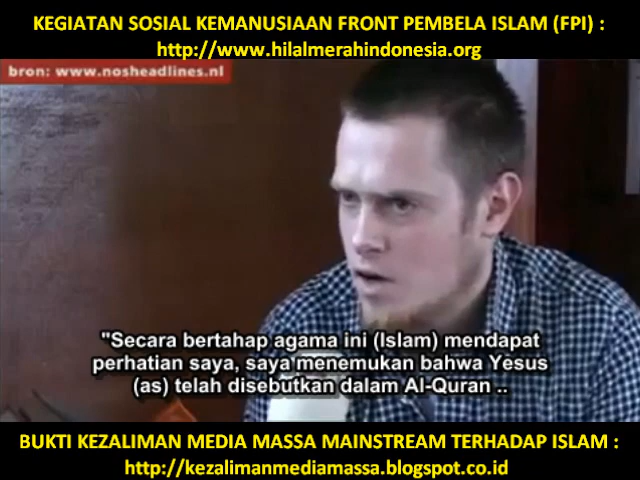 KEGIATAN SOSIAL KEMANUSIAAN FRONT PEMBELA ISLAM (FPI) :
http://www.hilalmerahindonesia.org
bron: www.nosheadlines.nl
"Secara bertahap agama ini (Islam) mendapat
perhatian saya, saya menemukan bahwa Yesus
(as) telah disebutkan dalam Al-Quran ..
BUKTI KEZALIMAN MEDIA MASSA MAINSTREAM TERHADAP ISLAM :
http://kezalimanmediamassa.blogspot.co.id